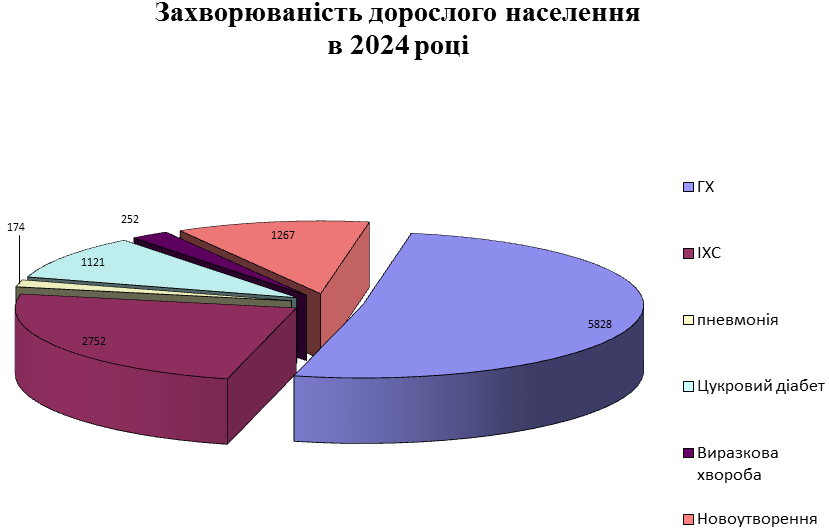 Захворюваність дорослого населення
в 2024 році
174
252
1267
1121
5828
2752
ГХ
ІХС
пневмонія
Цукровий діабет
Виразкова
хвороба
Новоутворення